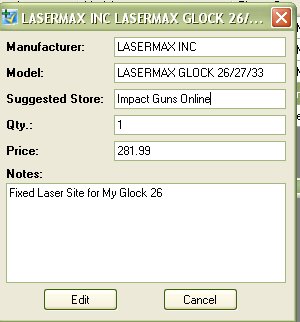 LASERMAX INC LASERMAX GLOCK 26/...
Manufacturer: LASERMAX INC
Model: LASERMAX GLOCK 26/27/33
Suggested Store: Impact Guns Online
Qty.: 1
Price: 281.99
Notes:
Fixed Laser Site for My Glock 26
Edit Cancel